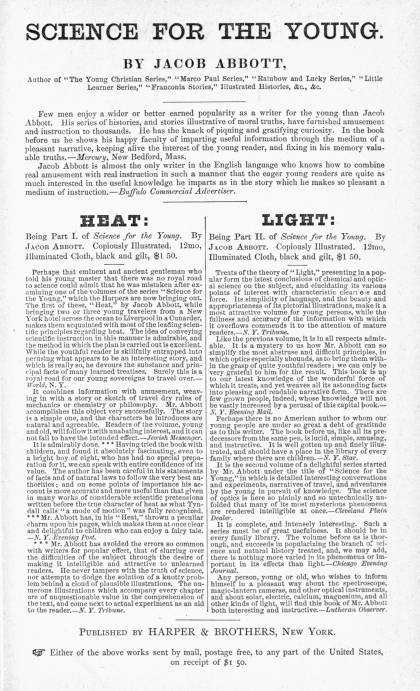 SCIENCE FOR THE YOUNG.
BY JACOB ABBOTT,
Author of "The Young Christian Series," "Marco Paul Series," "Rainbow and Lucky Series," "Little
Learner Series," "Franconia Stories," Illustrated Histories, &c., &c.
Few men enjoy a wider or better earned popularity as a writer for the young than Jacob
Abbott. His series of histories, and stories illustrative of moral truths, have furnished amusement
and instruction to thousands. He has the knack of piquing and gratifying curiosity. In the book
before us he shows his happy faculty of imparting useful information through the medium of a
pleasant narrative, keeping alive the interest of the young reader, and fixing in his memory valu-
able truths.—Mercury, New Bedford, Mass.
Jacob Abbott is almost the only writer in the English language who knows how to combine
real amusement with real instruction in such a manner that the eager young readers are quite as
much interested in the useful knowledge he imparts as in the story which he makes so pleasant a
medium of instruction.—Buffalo Commercial Advertiser.
HEAT:
Being Part I. of Science for the Young. By
JACOB ABBOTT. Copiously Illustrated. 12mo,
Illuminated Cloth, black and gilt, $1 50.
Perhaps that eminent and ancient gentleman who
told his young master that there was no royal road
to science could admit that he was mistaken after ex-
amining one of the volumes of the series "Science for
the Young," which the Harpers are now bringing out.
The first of these, "Heat," by Jacob Abbott, while
bringing two or three young travelers from a New
York hotel across the ocean to Liverpool in a Cunarder,
makes them acquainted with most of the leading scien-
tific principles regarding heat. The idea of conveying
scientific instruction in this manner is admirable, and
the method in which the plan is carried out is excellent.
While the youthful reader is skillfully entrapped into
perusing what appears to be an interesting story, and
which is really so, he devours the substance and prin-
cipal facts of many learned treatises. Surely this is a
royal road for our young sovereigns to travel over.—
World, N. Y.
It combines information with amusement, weav-
ing in with a story or sketch of travel dry rules of
mechanics or chemistry or philosophy. Mr. Abbott
accomplishes this object very successfully. The story
is a simple one, and the characters he introduces are
natural and agreeable. Readers of the volume, young
and old, will follow it with unabating interest, and it can
not fail to have the intended effect.—Jewish Messenger.
It is admirably done. * * * Having tried the book with
children, and found it absolutely fascinating, even to
a bright boy of eight, who has had no special prepa-
ration for it, we can speak with entire confidence of its
value. The author has been careful in his statements
of facts and of natural laws to follow the very best au-
thorities; and on some points of importance his ac-
count is more accurate and more useful than that given
in many works of considerable scientific pretensions
written before the true character of heat as what Tyn-
dall calls "a mode of motion" was fully recognized.
* * * Mr. Abbott has, in his "Heat," thrown a peculiar
charm upon his pages, which makes them at once clear
and delightful to children who can enjoy a fairy tale.
—N. Y. Evening Post.
* * * Mr. Abbott has avoided the errors so common
with writers for popular effect, that of slurring over
the difficulties of the subject through the desire of
making it intelligible and attractive to unlearned
readers. He never tampers with the truth of science,
nor attempts to dodge the solution of a knotty prob-
lem behind a cloud of plausible illustrations. The nu-
merous illustrations which accompany every chapter
are of unquestionable value in the comprehension of
the text, and come next to actual experiment as an aid
to the reader.—N. Y. Tribune.
LIGHT:
Being Part II. of Science for the Young. By
JACOB ABBOTT. Copiously Illustrated. 12mo,
Illuminated Cloth, black and gilt, $1 50.
Treats of the theory of "Light," presenting in a popu-
lar form the latest conclusions of chemical and optic-
al science on the subject, and elucidating its various
points of interest with characteristic clearness and
force. Its simplicity of language, and the beauty and
appropriateness of its pictorial illustrations, make it a
most attractive volume for young persons, while the
fullness and accuracy of the information with which
it overflows commends it to the attention of mature
readers.—N. Y. Tribune.
Like the previous volume, it is in all respects admir-
able. It is a mystery to us how Mr. Abbott can so
simplify the most abstruse and difficult principles, in
which optics especially abounds, as to bring them with-
in the grasp of quite youthful readers; we can only be
very grateful to him for the result. This book is up
to our latest knowledge of the wonderful force of
which it treats, and yet weaves all its astonishing facts
into pleasing and readable narrative form. There are
few grown people, indeed, whose knowledge will not
be vastly increased by a perusal of this capital book.—
N. Y. Evening Mail.
Perhaps there is no American author to whom our
young people are under so great a debt of gratitude
as to this writer. The book before us, like all its pre-
decessors from the same pen, is lucid, simple, amusing,
and instructive. It is well gotten up and finely illus-
trated, and should have a place in the library of every
family where there are children.—N. Y. Star.
It is the second volume of a delightful series started
by Mr. Abbott under the title of "Science for the
Young," in which is detailed interesting conversations
and experiments, narratives of travel, and adventures
by the young in pursuit of knowledge. The science
of optics is here so plainly and so untechnically un-
folded that many of its most mysterious phenomena
are rendered intelligible at once.—Cleveland Plain
Dealer.
It is complete, and intensely interesting. Such a
series must be of great usefulness. It should be in
every family library. The volume before us is thor-
ough, and succeeds in popularizing the branch of sci-
ence and natural history treated, and, we may add,
there is nothing more varied in its phenomena or im-
portant in its effects than light.—Chicago Evening
Journal.
Any person, young or old, who wishes to inform
himself in a pleasant way about the spectroscope,
magic-lantern cameras, and other optical instruments,
and about solar, electric, calcium, magnesium, and all
other kinds of light, will find this book of Mr. Abbott
both interesting and instructive.—Lutheran Observer.
PUBLISHED BY HARPER & BROTHERS, NEW YORK.
☞ Either of the above works sent by mail, postage free, to any part of the United States,
on receipt of $1 50.